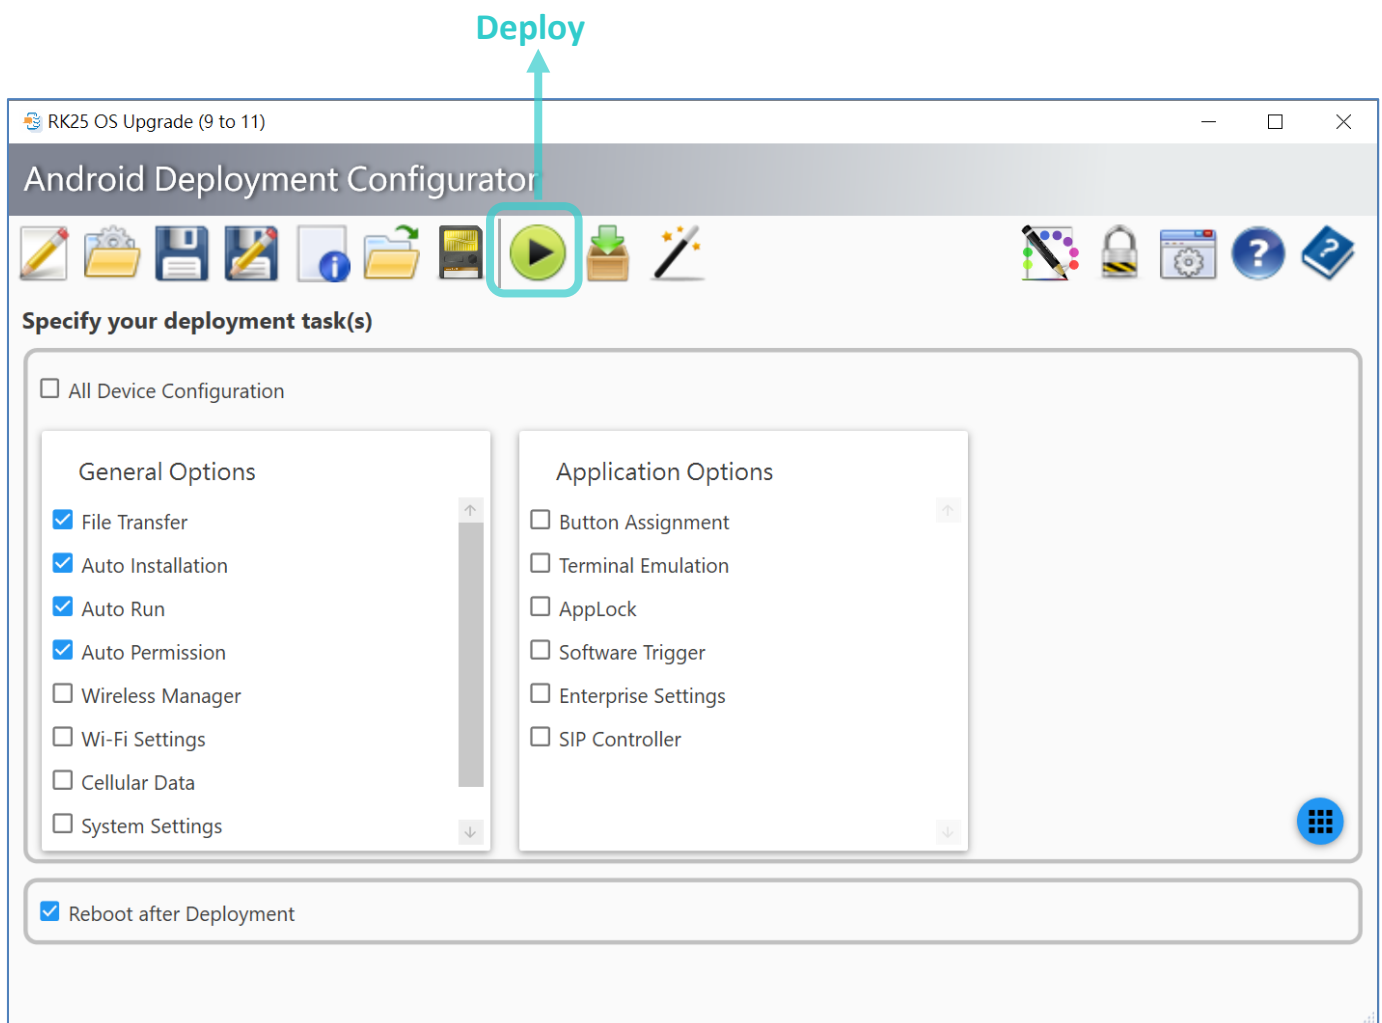 Deploy
RK25 OS Upgrade (9 to 11)
Android Deployment Configurator
Specify your deployment task(s)
All Device Configuration
General Options
File Transfer
Auto Installation
Auto Run
Auto Permission
Wireless Manager
Wi-Fi Settings
Cellular Data
System Settings
Application Options
Button Assignment
Terminal Emulation
AppLock
Software Trigger
Enterprise Settings
SIP Controller
Reboot after Deployment